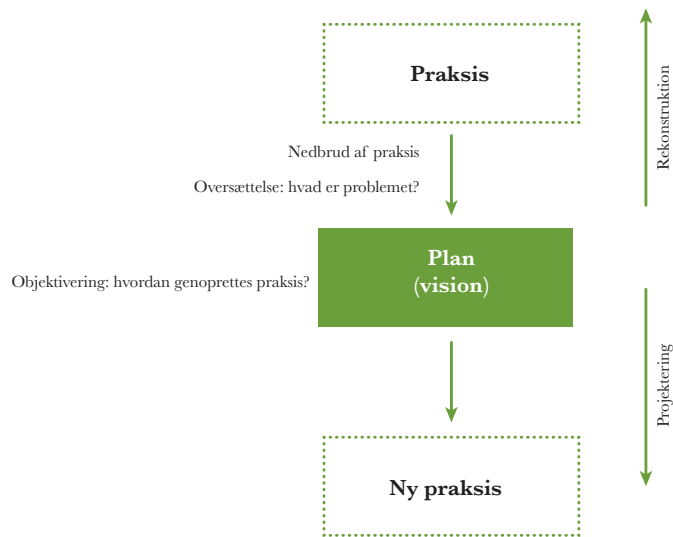 Praksis
Rekonstruktion
Nedbrud af praksis
Oversættelse: hvad er problemet?
Plan
(vision)
Objektivering: hvordan genoprettes praksis?
Projektering
Ny praksis